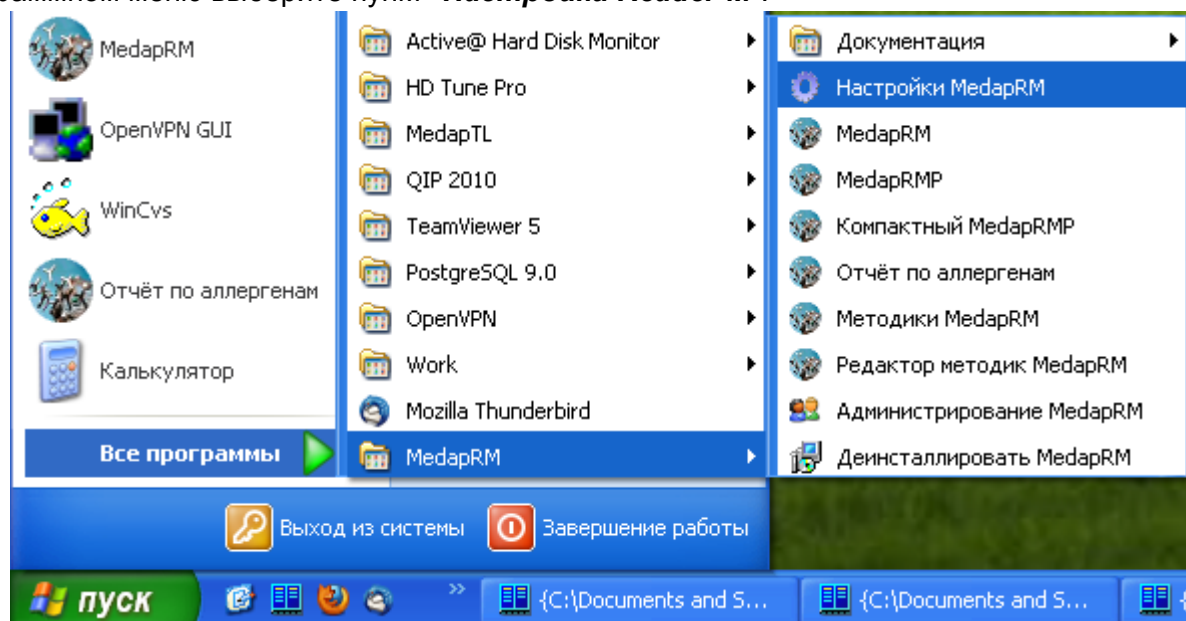 MedapRM
OpenVPN GUI
WinCvs
Отчёт по аллергенам
Калькулятор
Все программы
Active@ Hard Disk Monitor
HD Tune Pro
MedapTL
QIP 2010
TeamViewer 5
PostgreSQL 9.0
OpenVPN
Work
Mozilla Thunderbird
MedapRM
Документация
Настройки MedapRM
MedapRM
MedapRMP
Компактный MedapRMP
Отчёт по аллергенам
Методики MedapRM
Редактор методик MedapRM
Администрирование MedapRM
Деинсталлировать MedapRM
Выход из системы
Завершение работы
пуск
{C:\Documents and S...
{C:\Documents and S...